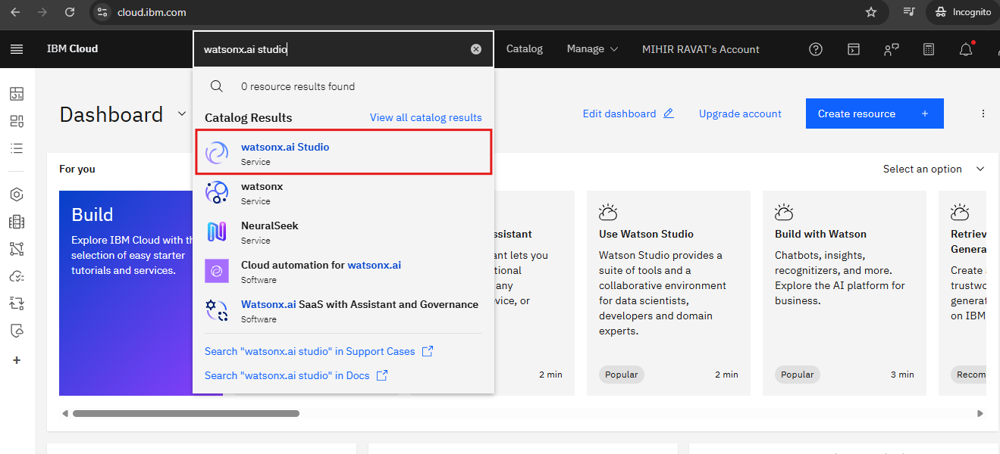 cloud.ibm.com
Incognito
IBM Cloud
watsonx.ai studio
Catalog
Manage
MIHIR RAVAT's Account
0 resource results found
Catalog Results
View all catalog results
watsonx.ai Studio
Service
watsonx
Service
NeuralSeek
Service
Cloud automation for watsonx.ai
Software
Watsonx.ai SaaS with Assistant and Governance
Software
Search "watsonx.ai studio" in Support Cases
Search "watsonx.ai studio" in Docs
Dashboard
Edit dashboard
Upgrade account
Create resource
For you
Select an option
Build
Explore IBM Cloud with th
selection of easy starter
tutorials and services.
ssistant
nt lets you
tional
any
vice, or
2 min
Use Watson Studio
Watson Studio provides a
suite of tools and a
collaborative environment
for data scientists,
developers and domain
experts.
Popular
2 min
Build with Watson
Chatbots, insights,
recognizers, and more.
Explore the AI platform for
business.
Popular
3 min
Retriev
Genera
Create
trustwo
generat
on IBM
Recom